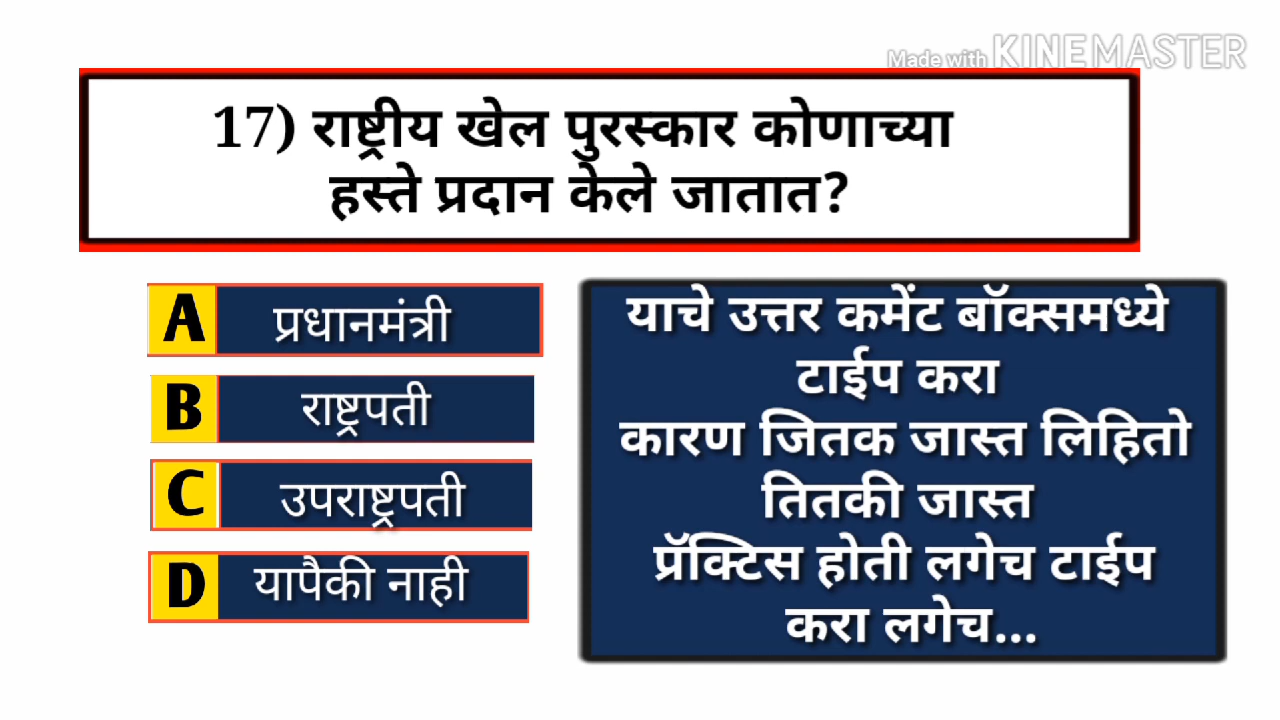 Made with KINEMASTER
17) राष्ट्रीय खेल पुरस्कार कोणाच्या
हस्ते प्रदान केले जातात?
A प्रधानमंत्री
B राष्ट्रपती
C उपराष्ट्रपती
D यापैकी नाही
याचे उत्तर कमेंट बॉक्समध्ये
टाईप करा
कारण जितक जास्त लिहितो
तितकी जास्त
प्रॅक्टिस होती लगेच टाईप
करा लगेच...